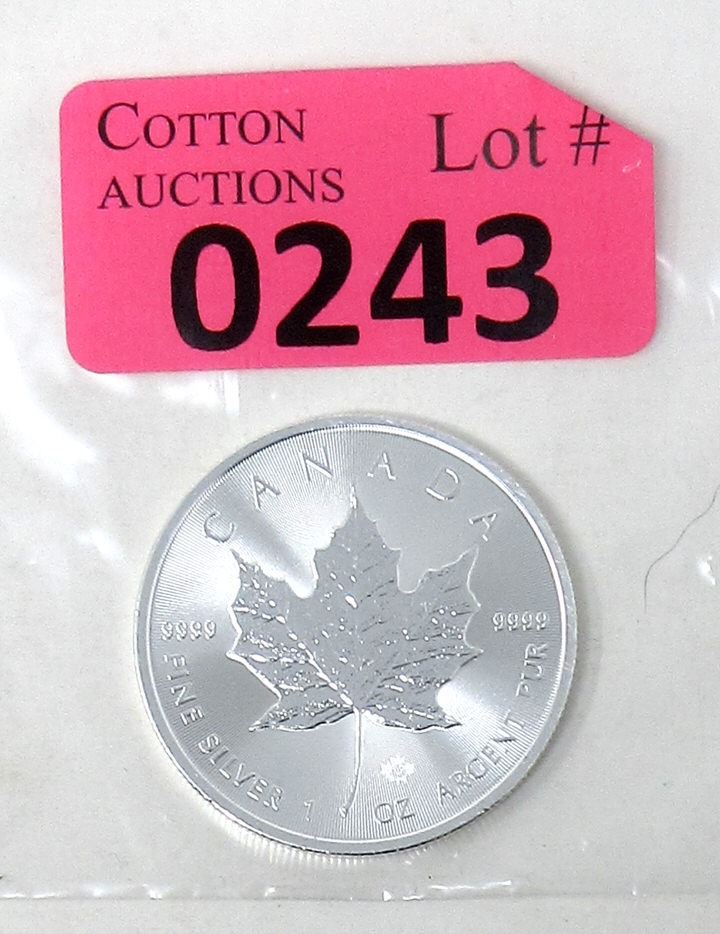 COTTON
AUCTIONS
Lot #
0243
CANADA
9999
9999
FINE SILVER 1 OZ ARGENT PUR